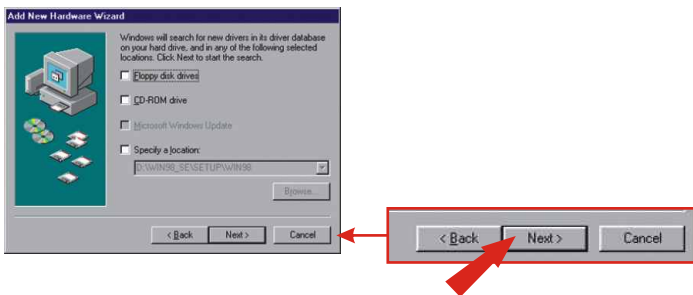 Add New Hardware Wizard
Windows will search for new drivers in its driver database
on your hard drive, and in any of the following selected
locations. Click Next to start the search.
Floppy disk drives
CD-ROM drive
Microsoft Windows Update
Specify a location:
D:\WIN98_SE\SETUP\WIN98
Browse...
< Back Next > Cancel
< Back Next > Cancel